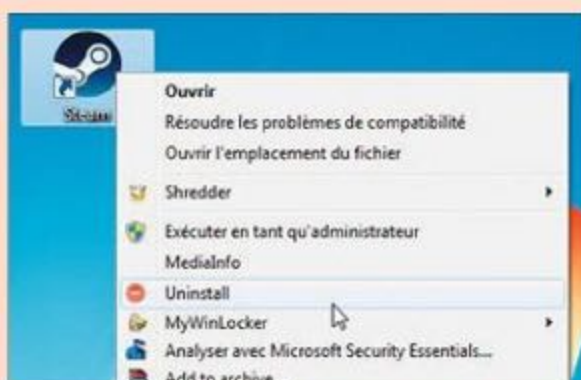 Steam
Ouvrir
Résoudre les problèmes de compatibilité
Ouvrir l'emplacement du fichier
Shredder
Exécuter en tant qu'administrateur
MediaInfo
Uninstall
MyWinLocker
Analyser avec Microsoft Security Essentials...
Add to archive...